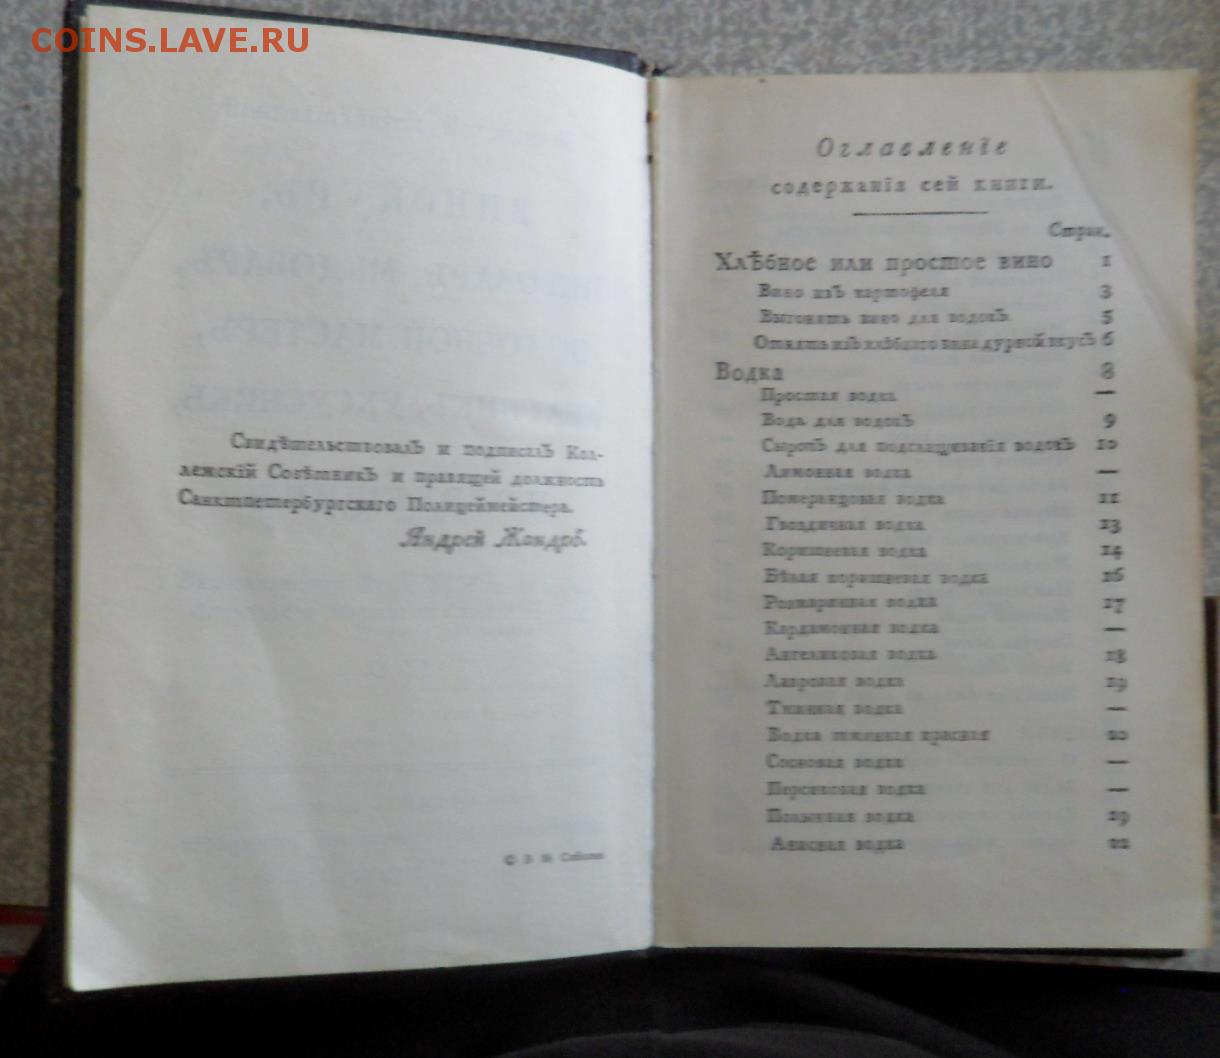 COINS.LAVE.RU
Свидѣтельствовалъ и подписалъ Кол-
лежскій Совѣтникъ и правящей должность
Санктпетербургскаго Полицеймейстера.
Андрей Жандръ.
©
Оглавленіе
содержанія сей книги.
Стран.
Хлѣбное или простое вино 1
Вино изъ картофеля 3
Выгонять вино для водокъ 5
Отнять изъ хлѣбнаго вина дурной вкусъ 6
Водка 8
Простая водка —
Вода для водокъ 9
Сыропъ для подслащиванія водокъ 10
Лимонная водка —
Померанцовая водка 11
Гвоздичная водка 13
Коришневая водка 14
Бѣлая коришневая водка 16
Розмаринная водка 17
Кардамонная водка —
Ангеликовая водка 18
Лавровая водка 19
Тминная водка —
Водка тминная красная 20
Сосновая водка —
Персиковая водка —
Полынная водка
Анисовая водка 22